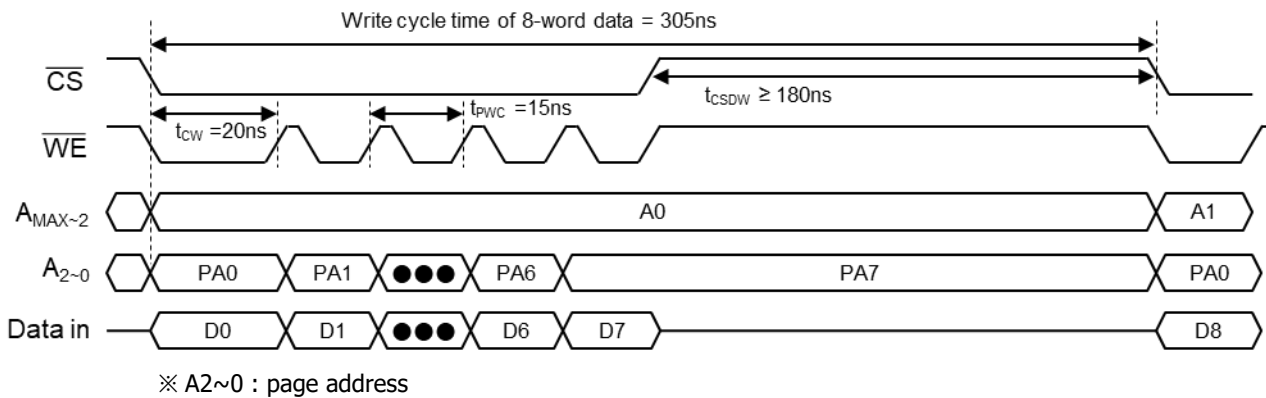 Write cycle time of 8-word data = 305ns
CS
tCSDW ≥ 180ns
tPWC =15ns
tCW =20ns
WE
AMAX~2 A0 A1
A2~0 PA0 PA1 ●●● PA6 PA7 PA0
Data in D0 D1 ●●● D6 D7 D8
※ A2~0 : page address